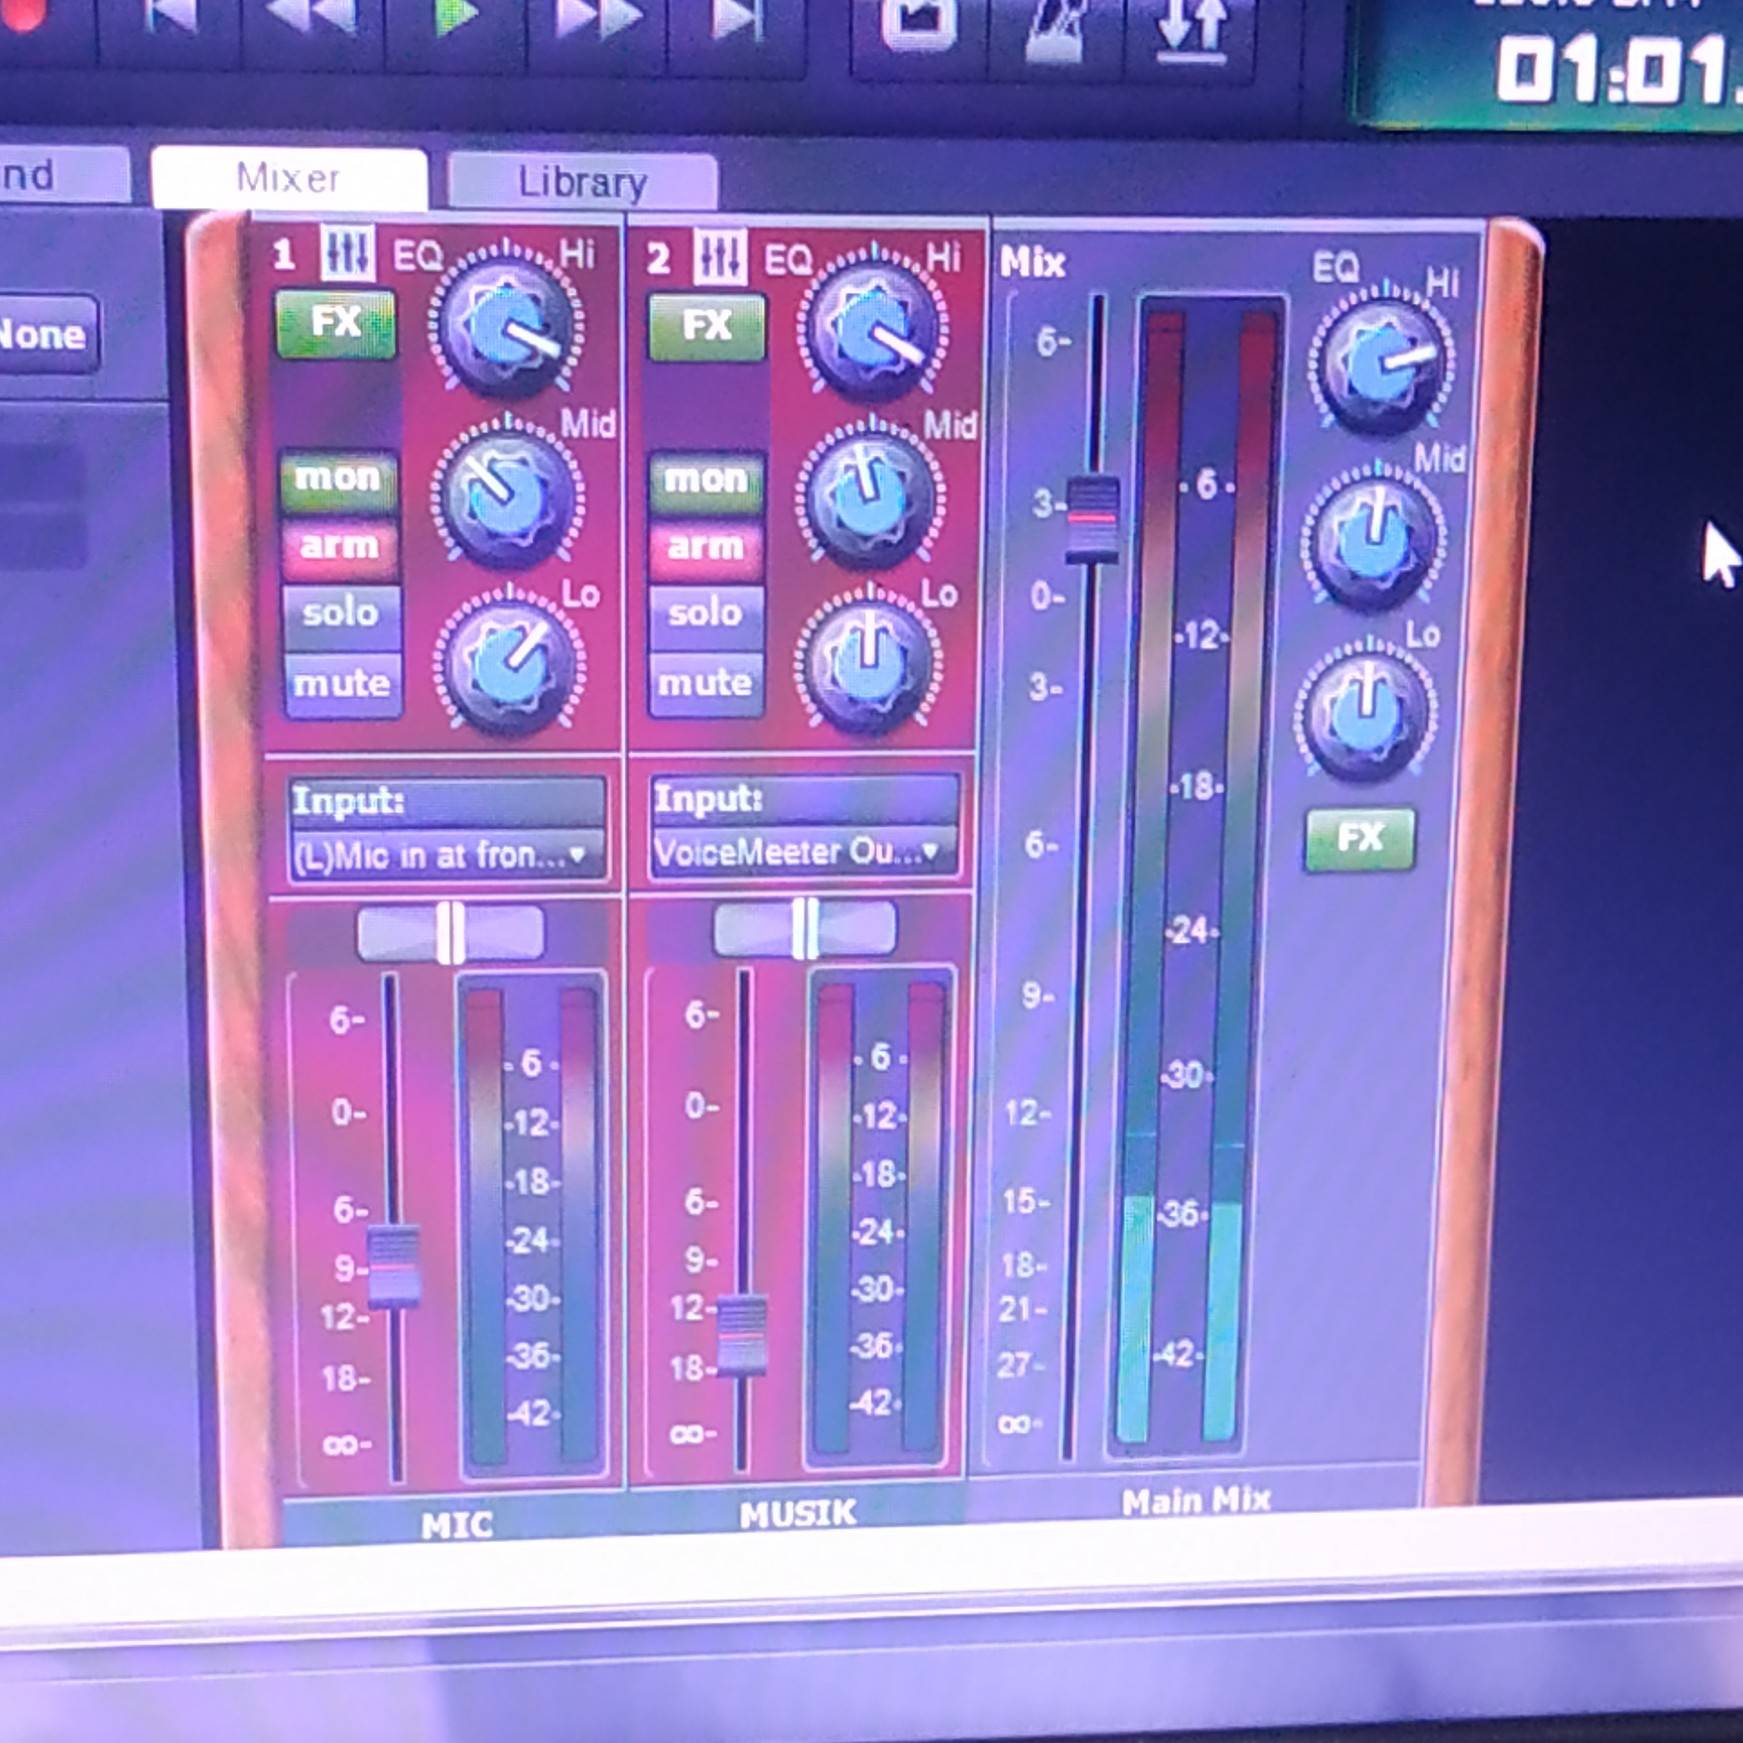 01:01.
nd
Mixer
Library
None
1
EQ
Hi
FX
Mid
mon
arm
solo
Lo
mute
Input:
(L)Mic in at fron...
6-
0-
6-
9-
12-
18-
∞-
-6-
-12-
-18-
-24-
-30-
-36-
-42-
MIC
2
EQ
Hi
FX
Mid
mon
arm
solo
Lo
mute
Input:
VoiceMeeter Ou...
6-
0-
6-
9-
12-
18-
∞-
-6-
-12-
-18-
-24-
-30-
-36-
-42-
MUSIK
Mix
6-
3-
0-
3-
6-
9-
12-
15-
18-
21-
27-
∞-
-6-
-12-
-18-
-24-
-30-
-36-
-42-
EQ
Hi
Mid
Lo
FX
Main Mix